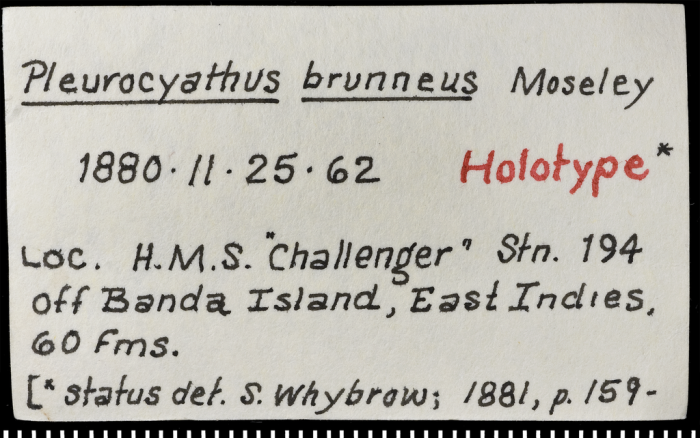 Pleurocyathus brunneus Moseley
1880·11·25·62 Holotype*
Loc. H.M.S. "Challenger" Stn. 194
off Banda Island, East Indies,
60 Fms.
[* status det. S. Whybrow; 1881, p. 159-